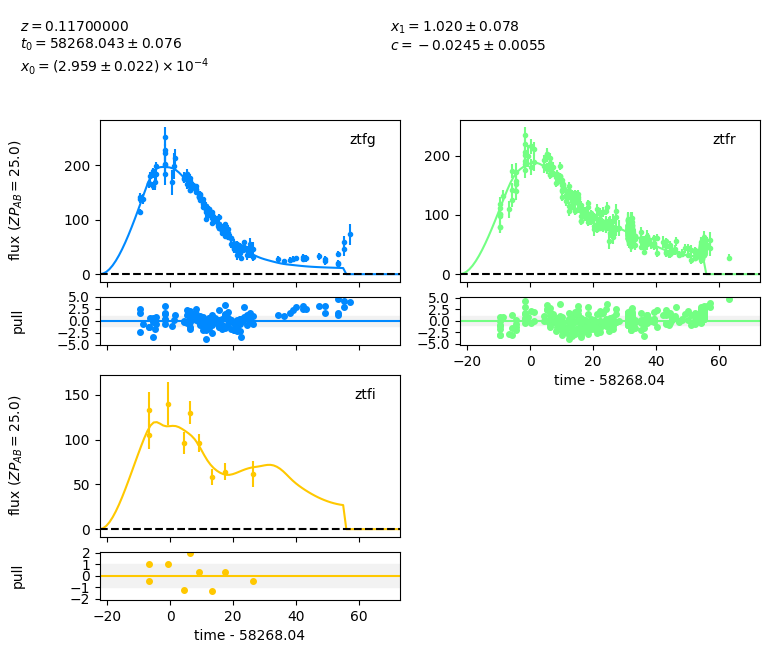 z = 0.11700000
t₀ = 58268.043 ± 0.076
x₀ = (2.959 ± 0.022) × 10⁻⁴
x₁ = 1.020 ± 0.078
c = −0.0245 ± 0.0055
flux (ZP_AB = 25.0)
ztfg
200
100
0
ztfr
200
100
0
pull
5.0
2.5
0.0
−2.5
−5.0
5.0
2.5
0.0
−2.5
−5.0
−20 0 20 40 60
time - 58268.04
flux (ZP_AB = 25.0)
ztfi
150
100
50
0
pull
2
1
0
−1
−2
−20 0 20 40 60
time - 58268.04